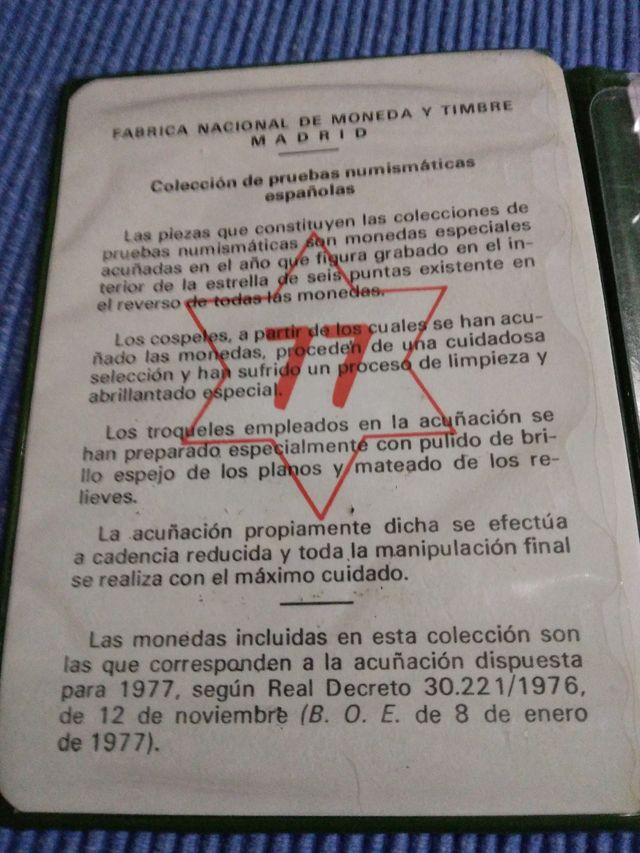 FABRICA NACIONAL DE MONEDA Y TIMBRE
MADRID
Colección de pruebas numismáticas
españolas
Las piezas que constituyen las colecciones de
pruebas numismáticas son monedas especiales
acuñadas en el año que figura grabado en el in-
terior de la estrella de seis puntas existente en
el reverso de todas las monedas.
Los cospeles, a partir de los cuales se han acu-
ñado las monedas, proceden de una cuidadosa
selección y han sufrido un proceso de limpieza y
abrillantado especial.
77
Los troqueles empleados en la acuñación se
han preparado especialmente con pulido de bri-
llo espejo de los planos y mateado de los re-
lieves.
La acuñación propiamente dicha se efectúa
a cadencia reducida y toda la manipulación final
se realiza con el máximo cuidado.
Las monedas incluidas en esta colección son
las que corresponden a la acuñación dispuesta
para 1977, según Real Decreto 30.221/1976,
de 12 de noviembre (B. O. E. de 8 de enero
de 1977).